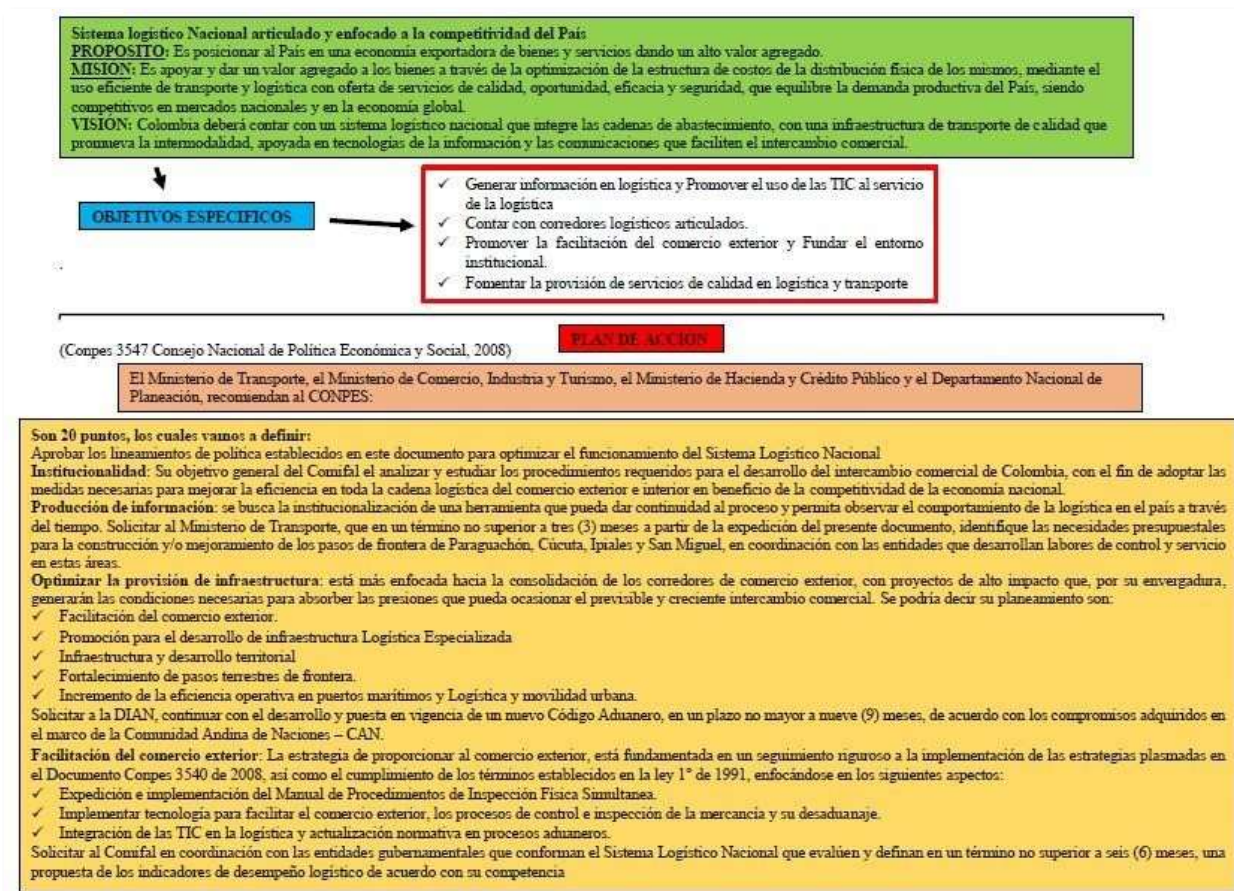 Sistema logístico Nacional articulado y enfocado a la competitividad del País
PROPOSITO: Es posicionar al País en una economía exportadora de bienes y servicios dando un alto valor agregado.
MISIÓN: Es apoyar y dar un valor agregado a los bienes a través de la optimización de la estructura de costos de la distribución física de los mismos, mediante el
uso eficiente de transporte y logística con oferta de servicios de calidad, oportunidad, eficacia y seguridad, que equilibre la demanda productiva del País, siendo
competitivos en mercados nacionales y en la economía global.
VISIÓN: Colombia deberá contar con un sistema logístico nacional que integre las cadenas de abastecimiento, con una infraestructura de transporte de calidad que
promueva la intermodalidad, apoyada en tecnologías de la información y las comunicaciones que faciliten el intercambio comercial.
OBJETIVOS ESPECIFICOS
✓ Generar información en logística y Promover el uso de las TIC al servicio
de la logística
✓ Contar con corredores logísticos articulados.
✓ Promover la facilitación del comercio exterior y Fundar el entorno
institucional.
✓ Fomentar la provisión de servicios de calidad en logística y transporte
.
PLAN DE ACCION
(Conpes 3547 Consejo Nacional de Política Económica y Social, 2008)
El Ministerio de Transporte, el Ministerio de Comercio, Industria y Turismo, el Ministerio de Hacienda y Crédito Público y el Departamento Nacional de
Planeación, recomiendan al CONPES:
Son 20 puntos, los cuales vamos a definir:
Aprobar los lineamientos de política establecidos en este documento para optimizar el funcionamiento del Sistema Logístico Nacional
Institucionalidad: Su objetivo general del Comifal el analizar y estudiar los procedimientos requeridos para el desarrollo del intercambio comercial de Colombia, con el fin de adoptar las
medidas necesarias para mejorar la eficiencia en toda la cadena logística del comercio exterior e interior en beneficio de la competitividad de la economía nacional.
Producción de información: se busca la institucionalización de una herramienta que pueda dar continuidad al proceso y permita observar el comportamiento de la logística en el país a través
del tiempo. Solicitar al Ministerio de Transporte, que en un término no superior a tres (3) meses a partir de la expedición del presente documento, identifique las necesidades presupuestales
para la construcción y/o mejoramiento de los pasos de frontera de Paraguachón, Cúcuta, Ipiales y San Miguel, en coordinación con las entidades que desarrollan labores de control y servicio
en estas áreas.
Optimizar la provisión de infraestructura: está más enfocada hacia la consolidación de los corredores de comercio exterior, con proyectos de alto impacto que, por su envergadura,
generarán las condiciones necesarias para absorber las presiones que pueda ocasionar el previsible y creciente intercambio comercial. Se podría decir su planeamiento son:
✓ Facilitación del comercio exterior.
✓ Promoción para el desarrollo de infraestructura Logística Especializada
✓ Infraestructura y desarrollo territorial
✓ Fortalecimiento de pasos terrestres de frontera.
✓ Incremento de la eficiencia operativa en puertos marítimos y Logística y movilidad urbana.
Solicitar a la DIAN, continuar con el desarrollo y puesta en vigencia de un nuevo Código Aduanero, en un plazo no mayor a nueve (9) meses, de acuerdo con los compromisos adquiridos en
el marco de la Comunidad Andina de Naciones – CAN.
Facilitación del comercio exterior: La estrategia de proporcionar al comercio exterior, está fundamentada en un seguimiento riguroso a la implementación de las estrategias plasmadas en
el Documento Conpes 3540 de 2008, así como el cumplimiento de los términos establecidos en la ley 1° de 1991, enfocándose en los siguientes aspectos:
✓ Expedición e implementación del Manual de Procedimientos de Inspección Física Simultanea.
✓ Implementar tecnología para facilitar el comercio exterior, los procesos de control e inspección de la mercancía y su desaduanaje.
✓ Integración de las TIC en la logística y actualización normativa en procesos aduaneros.
Solicitar al Comifal en coordinación con las entidades gubernamentales que conforman el Sistema Logístico Nacional que evalúen y definan en un término no superior a seis (6) meses, una
propuesta de los indicadores de desempeño logístico de acuerdo con su competencia